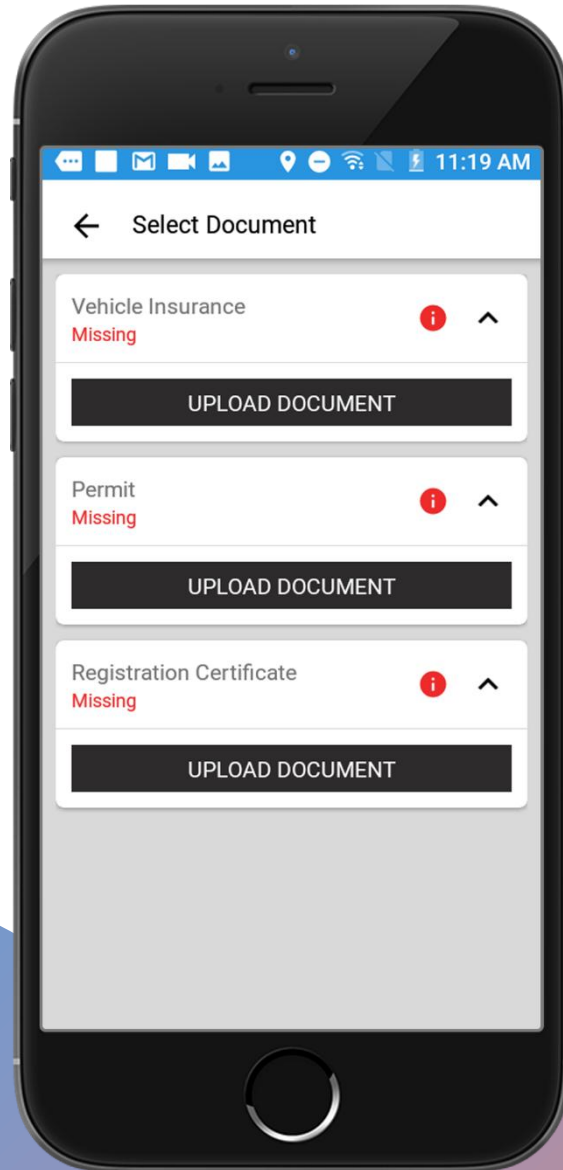 11:19 AM
Select Document
Vehicle Insurance
Missing
UPLOAD DOCUMENT
Permit
Missing
UPLOAD DOCUMENT
Registration Certificate
Missing
UPLOAD DOCUMENT